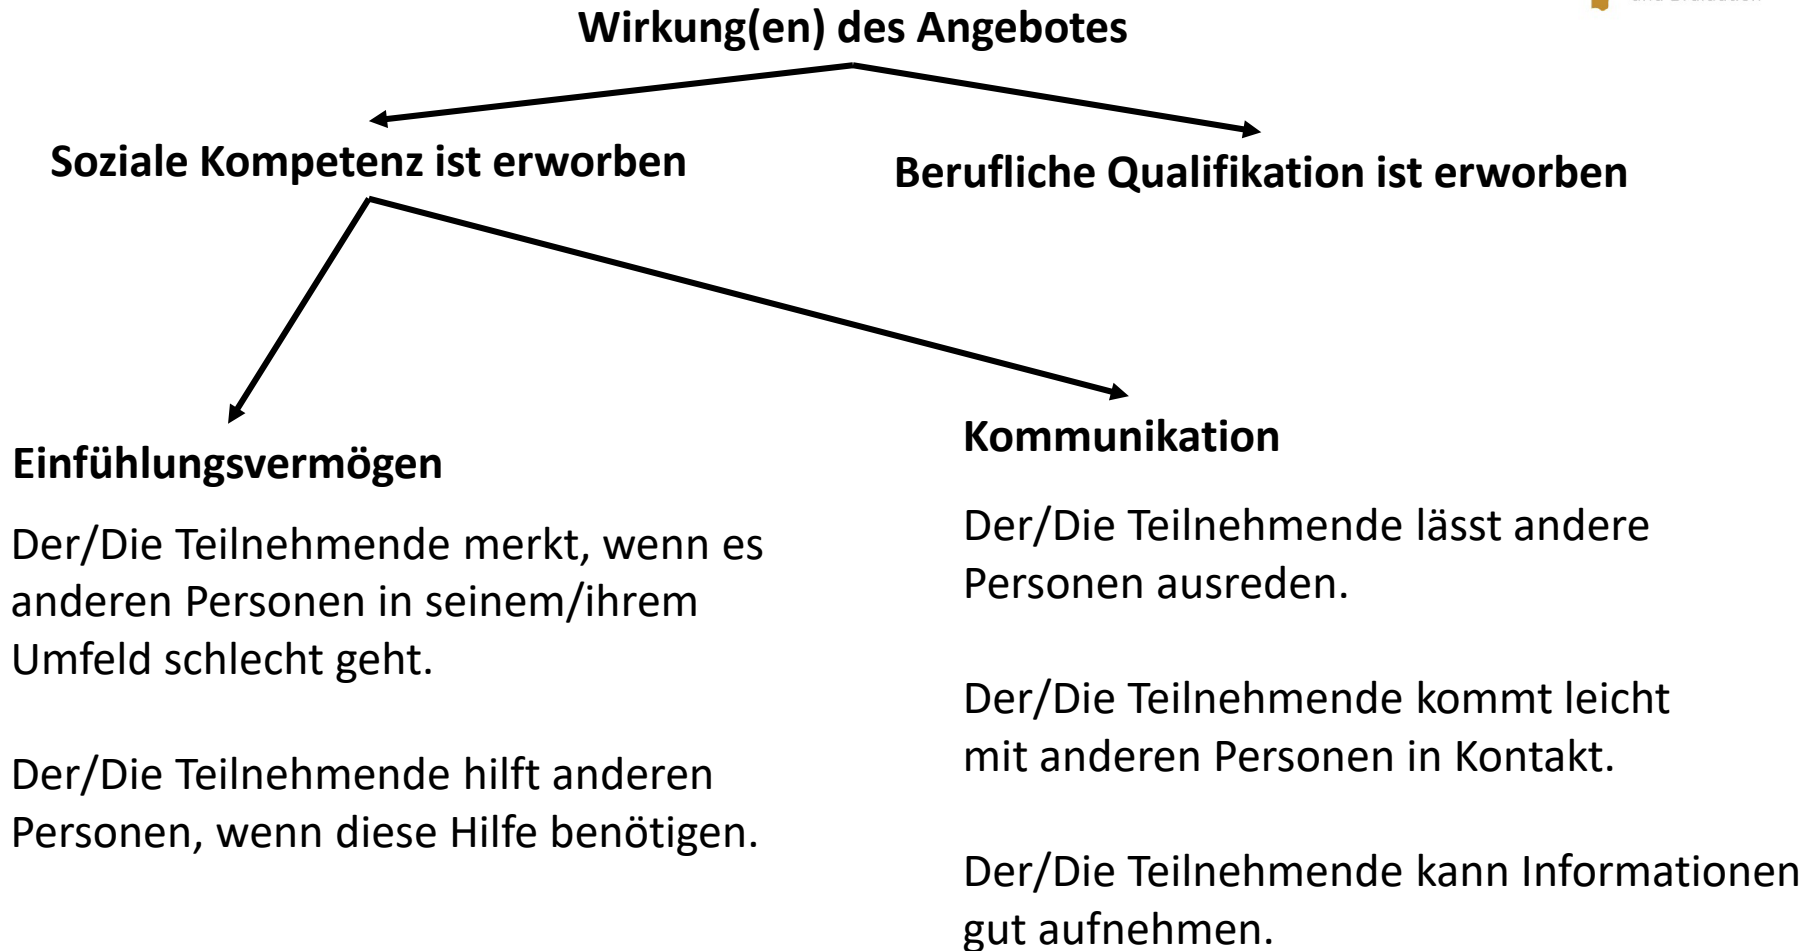 Wirkung(en) des Angebotes
Soziale Kompetenz ist erworben
Berufliche Qualifikation ist erworben
Einfühlungsvermögen
Der/Die Teilnehmende merkt, wenn es
anderen Personen in seinem/ihrem
Umfeld schlecht geht.
Der/Die Teilnehmende hilft anderen
Personen, wenn diese Hilfe benötigen.
Kommunikation
Der/Die Teilnehmende lässt andere
Personen ausreden.
Der/Die Teilnehmende kommt leicht
mit anderen Personen in Kontakt.
Der/Die Teilnehmende kann Informationen
gut aufnehmen.